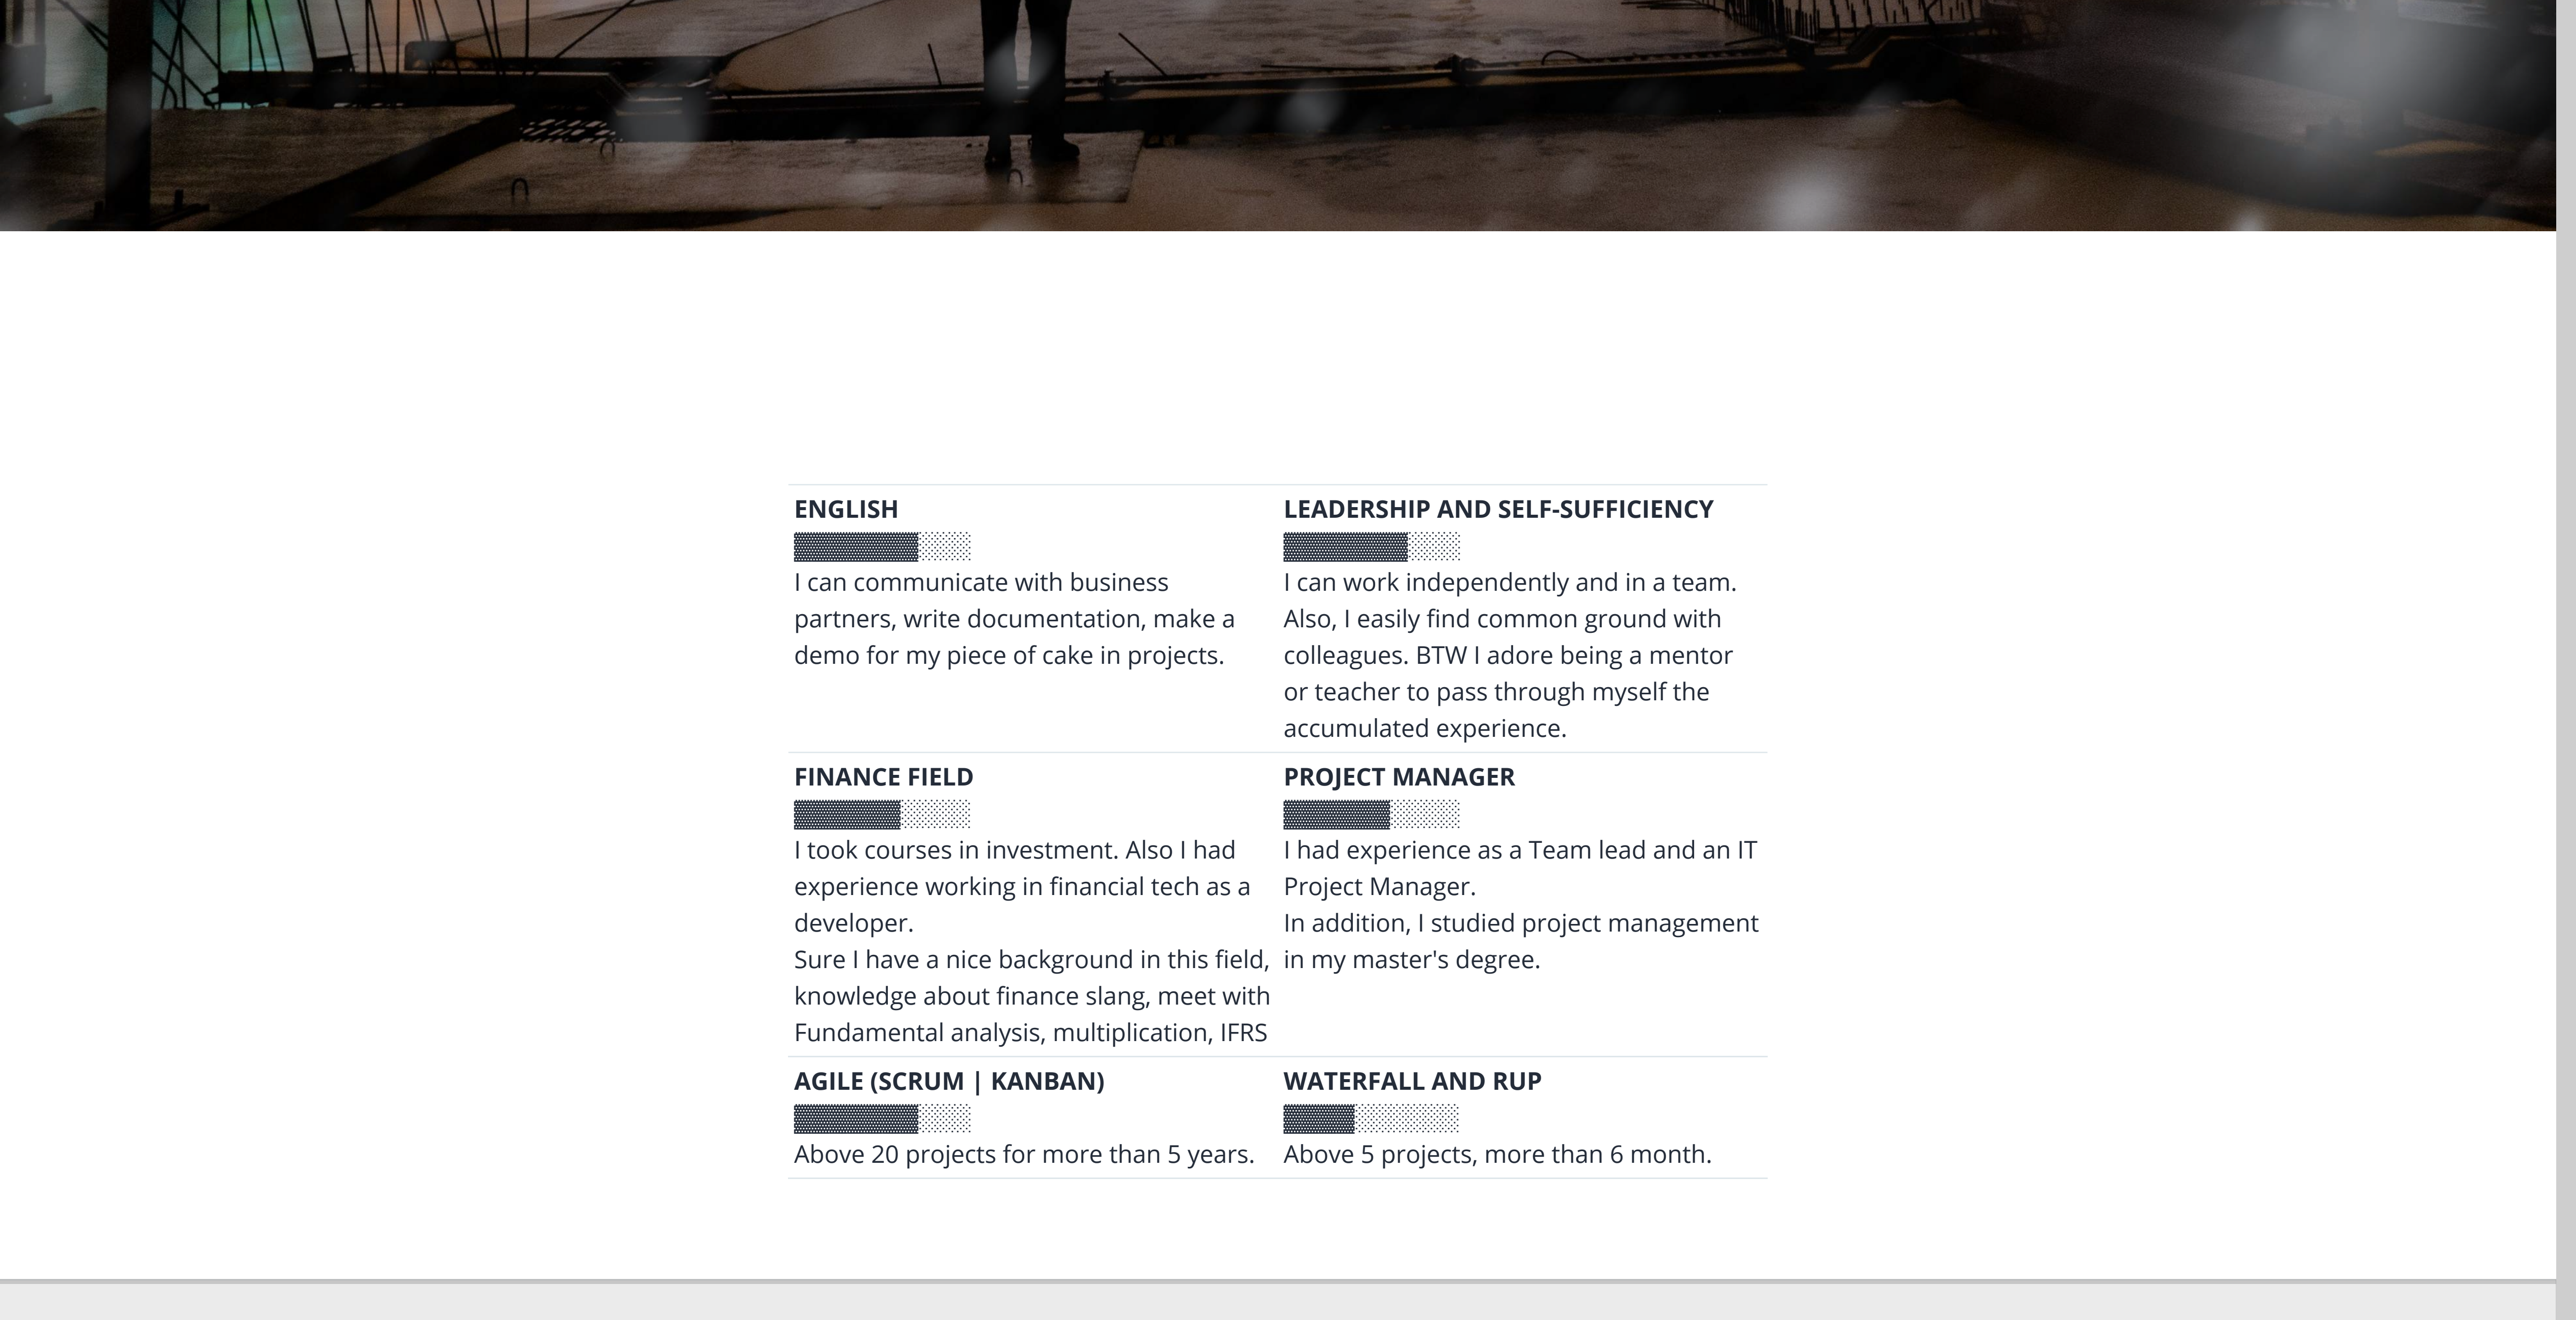 ENGLISH
▓▓▓▓▓▓▓░░░
I can communicate with business
partners, write documentation, make a
demo for my piece of cake in projects.
LEADERSHIP AND SELF-SUFFICIENCY
▓▓▓▓▓▓▓░░░
I can work independently and in a team.
Also, I easily find common ground with
colleagues. BTW I adore being a mentor
or teacher to pass through myself the
accumulated experience.
FINANCE FIELD
▓▓▓▓▓▓░░░░
I took courses in investment. Also I had
experience working in financial tech as a
developer.
Sure I have a nice background in this field,
knowledge about finance slang, meet with
Fundamental analysis, multiplication, IFRS
PROJECT MANAGER
▓▓▓▓▓▓░░░░
I had experience as a Team lead and an IT
Project Manager.
In addition, I studied project management
in my master's degree.
AGILE (SCRUM | KANBAN)
▓▓▓▓▓▓▓░░░
Above 20 projects for more than 5 years.
WATERFALL AND RUP
▓▓▓▓░░░░░░
Above 5 projects, more than 6 month.